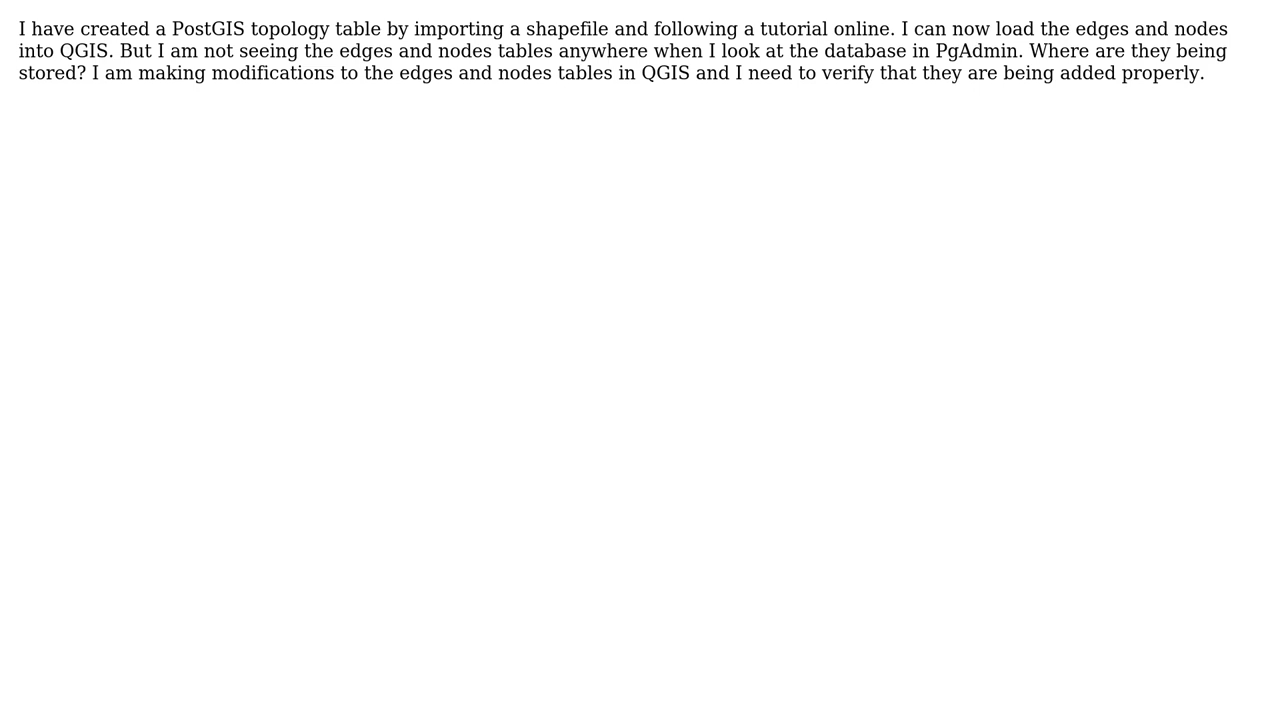 I have created a PostGIS topology table by importing a shapefile and following a tutorial online. I can now load the edges and nodes
into QGIS. But I am not seeing the edges and nodes tables anywhere when I look at the database in PgAdmin. Where are they being
stored? I am making modifications to the edges and nodes tables in QGIS and I need to verify that they are being added properly.